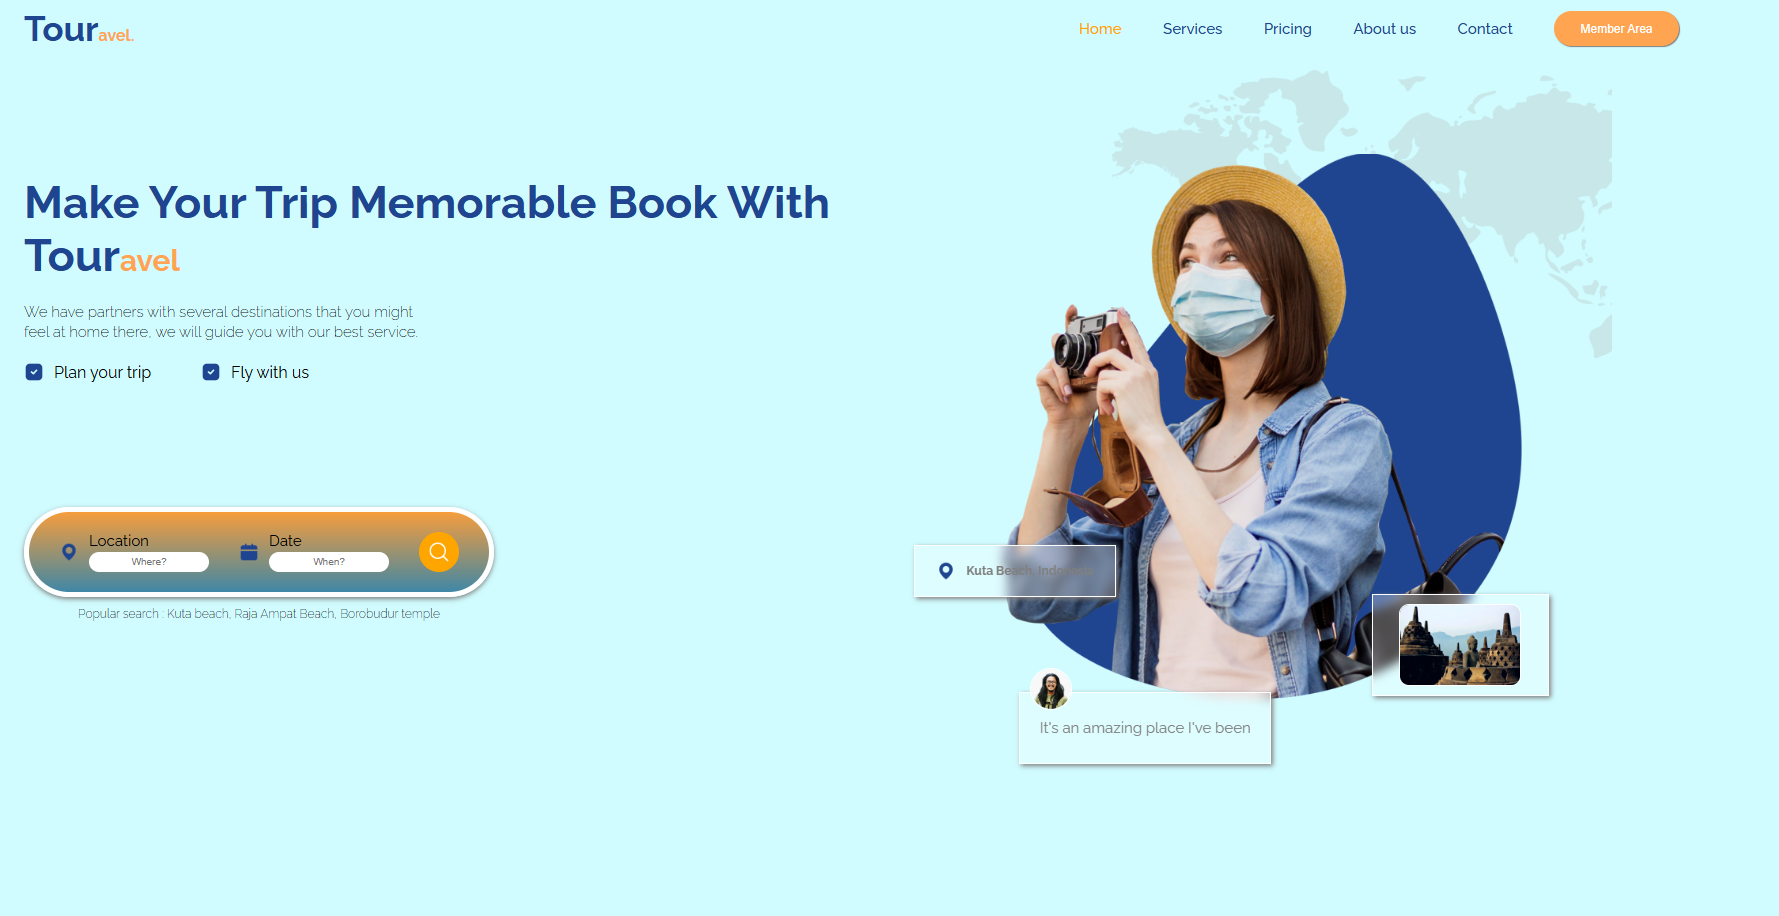 Touravel.
Home Services Pricing About us Contact Member Area
Make Your Trip Memorable Book With
Touravel
We have partners with several destinations that you might
feel at home there, we will guide you with our best service.
Plan your trip Fly with us
Location Date
Where? When?
Popular search : Kuta beach, Raja Ampat Beach, Borobudur temple
Kuta Beach, Indonesia
It's an amazing place I've been